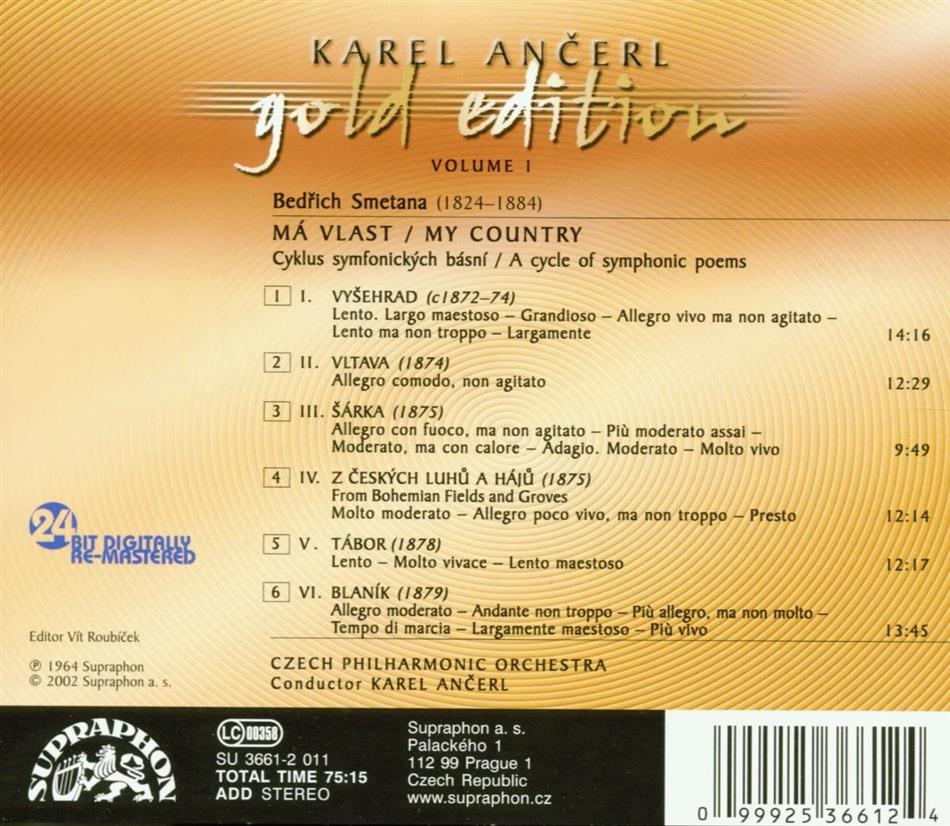 KAREL ANČERL
gold edition
VOLUME I
Bedřich Smetana (1824–1884)
MÁ VLAST / MY COUNTRY
Cyklus symfonických básní / A cycle of symphonic poems
1 I. VYŠEHRAD (c1872–74)
Lento. Largo maestoso – Grandioso – Allegro vivo ma non agitato –
Lento ma non troppo – Largamente 14:16
2 II. VLTAVA (1874)
Allegro comodo, non agitato 12:29
3 III. ŠÁRKA (1875)
Allegro con fuoco, ma non agitato – Più moderato assai –
Moderato, ma con calore – Adagio. Moderato – Molto vivo 9:49
4 IV. Z ČESKÝCH LUHŮ A HÁJŮ (1875)
From Bohemian Fields and Groves
Molto moderato – Allegro poco vivo, ma non troppo – Presto 12:14
5 V. TÁBOR (1878)
Lento – Molto vivace – Lento maestoso 12:17
6 VI. BLANÍK (1879)
Allegro moderato – Andante non troppo – Più allegro, ma non molto –
Tempo di marcia – Largamente maestoso – Più vivo 13:45
CZECH PHILHARMONIC ORCHESTRA
Conductor KAREL ANČERL
24
BIT DIGITALLY
RE-MASTERED
Editor Vít Roubíček
℗ 1964 Supraphon
© 2002 Supraphon a. s.
SUPRAPHON
LC 00358
SU 3661-2 011
TOTAL TIME 75:15
ADD STEREO
Supraphon a. s.
Palackého 1
112 99 Prague 1
Czech Republic
www.supraphon.cz
0 99925 36612 4